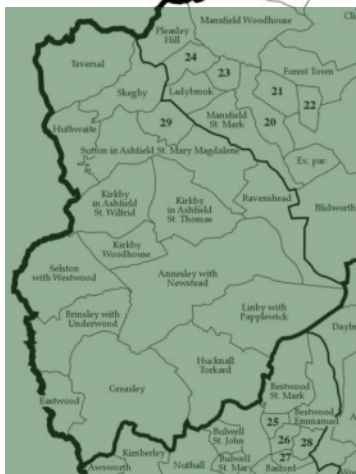 Mansfield Woodhouse
Pleasley
Hill
Teversal
24
23
Forest Town
Skegby
Ladybrook
21
22
Huthwaite
29
Mansfield
St. Mark
20
Sutton in Ashfield St. Mary Magdalene
Ex. par.
Kirkby
in Ashfield
St. Wilfrid
Kirkby
in Ashfield
St. Thomas
Ravenshead
Blidworth
Kirkby
Woodhouse
Selston
with Westwood
Annesley with
Newstead
Brinsley with
Underwood
Linby with
Papplewick
Hucknall
Torkard
Eastwood
Greasley
Bestwood
St. Mark
Bestwood
Emmanuel
25
Bulwell
St. John
26
28
Kimberley
Bulwell
St. Mary
27
Awsworth
Nuthall
Basford